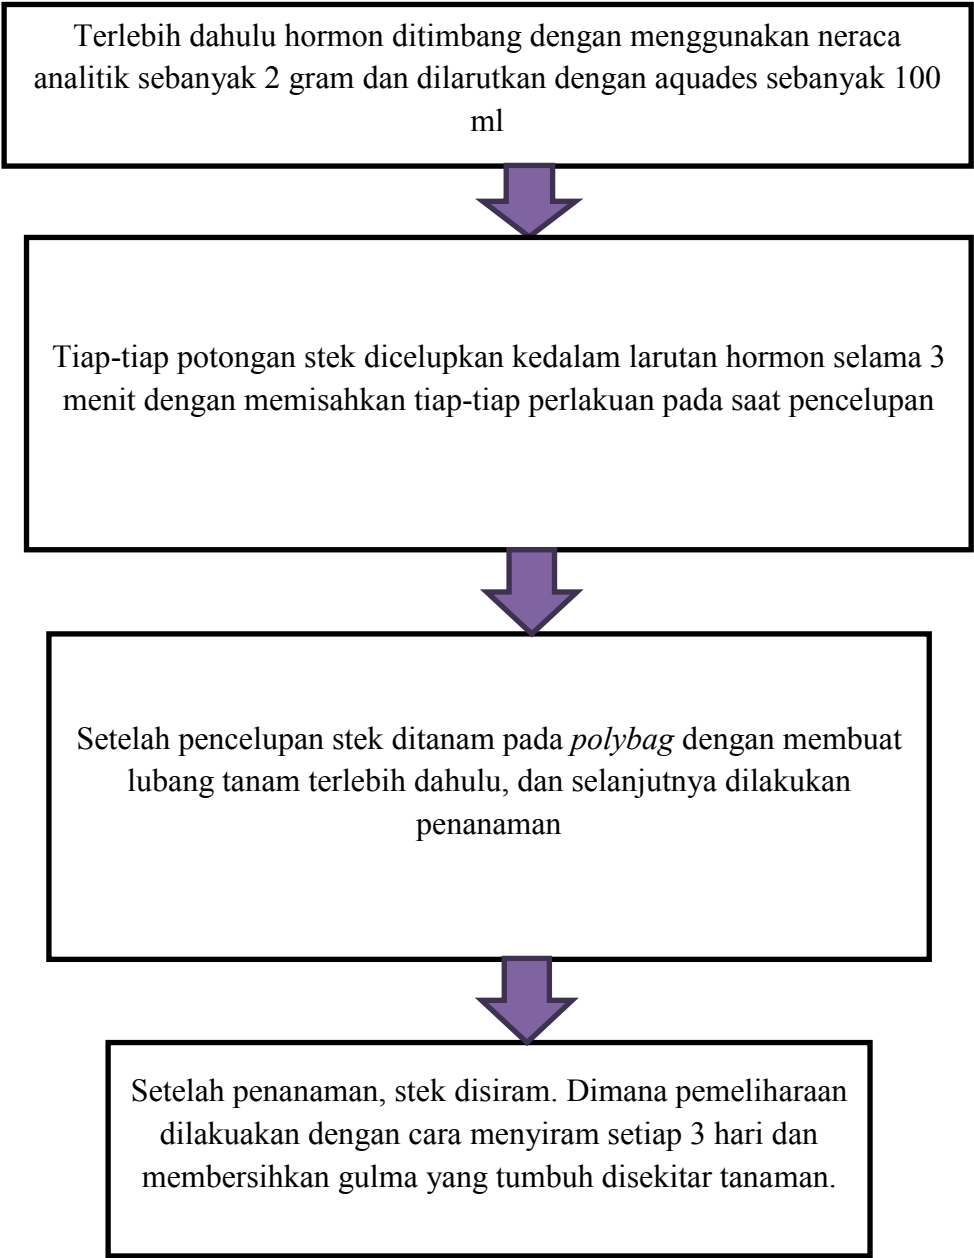 Terlebih dahulu hormon ditimbang dengan menggunakan neraca
analitik sebanyak 2 gram dan dilarutkan dengan aquades sebanyak 100
ml
Tiap-tiap potongan stek dicelupkan kedalam larutan hormon selama 3
menit dengan memisahkan tiap-tiap perlakuan pada saat pencelupan
Setelah pencelupan stek ditanam pada polybag dengan membuat
lubang tanam terlebih dahulu, dan selanjutnya dilakukan
penanaman
Setelah penanaman, stek disiram. Dimana pemeliharaan
dilakuakan dengan cara menyiram setiap 3 hari dan
membersihkan gulma yang tumbuh disekitar tanaman.